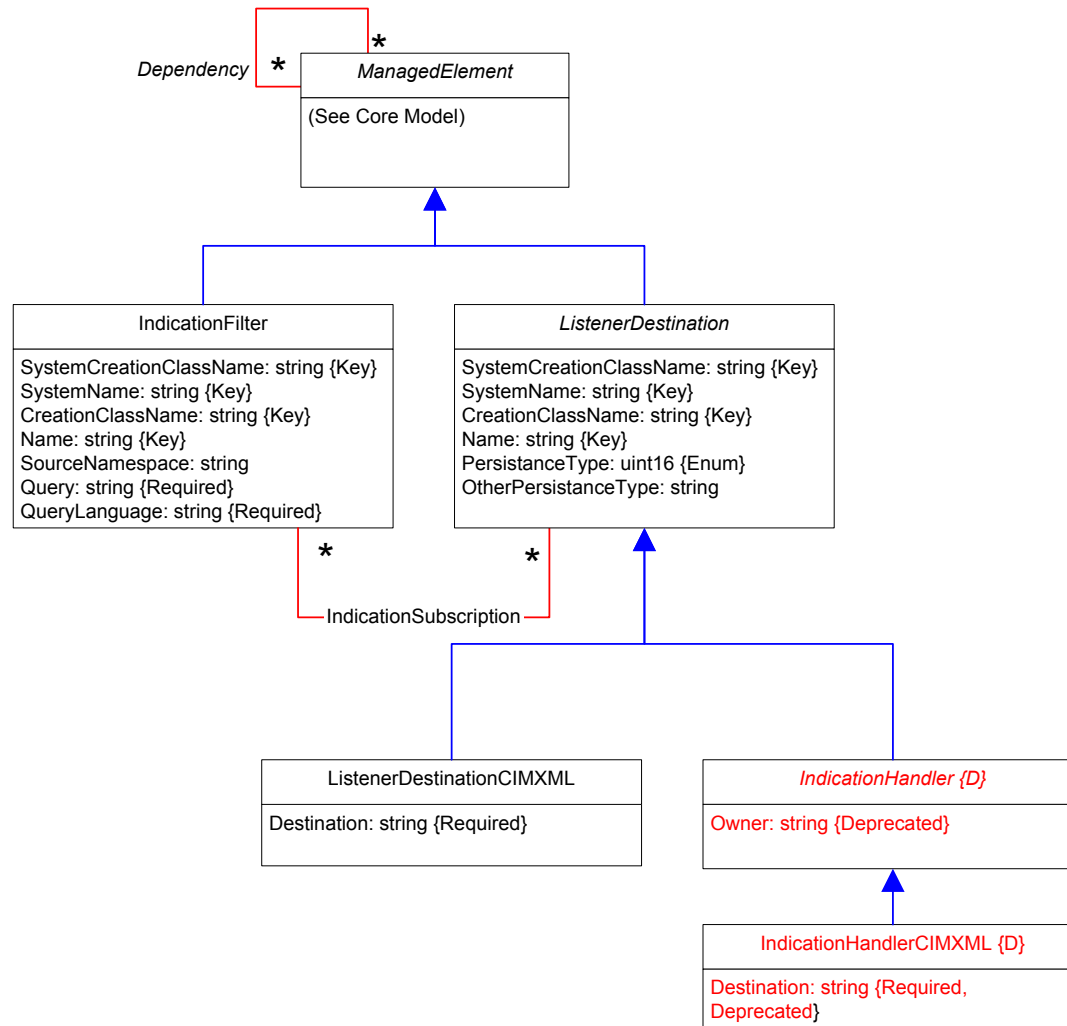 *
Dependency
*
ManagedElement
(See Core Model)
IndicationFilter
SystemCreationClassName: string {Key}
SystemName: string {Key}
CreationClassName: string {Key}
Name: string {Key}
SourceNamespace: string
Query: string {Required}
QueryLanguage: string {Required}
ListenerDestination
SystemCreationClassName: string {Key}
SystemName: string {Key}
CreationClassName: string {Key}
Name: string {Key}
PersistanceType: uint16 {Enum}
OtherPersistanceType: string
*
*
IndicationSubscription
ListenerDestinationCIMXML
Destination: string {Required}
IndicationHandler {D}
Owner: string {Deprecated}
IndicationHandlerCIMXML {D}
Destination: string {Required,
Deprecated}